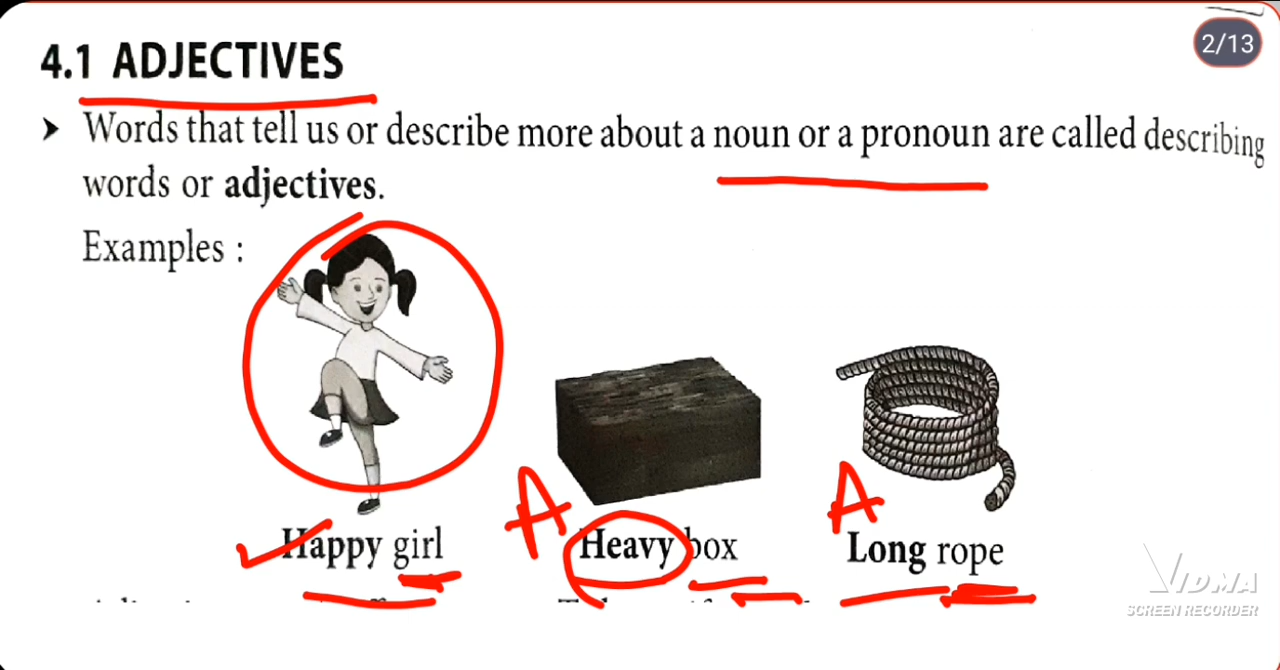 2/13
4.1 ADJECTIVES
➤ Words that tell us or describe more about a noun or a pronoun are called describing
words or adjectives.
Examples :
A A
Happy girl Heavy box Long rope
VIDMA
SCREEN RECORDER